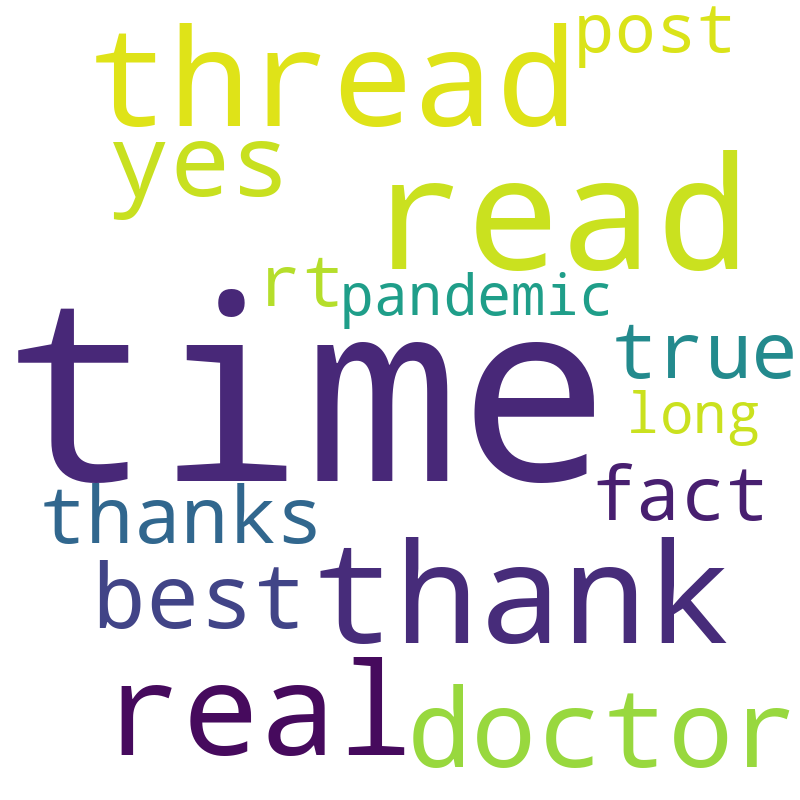 post
thread
yes
read
rt
pandemic
time
true
long
fact
thanks
thank
best
real
doctor